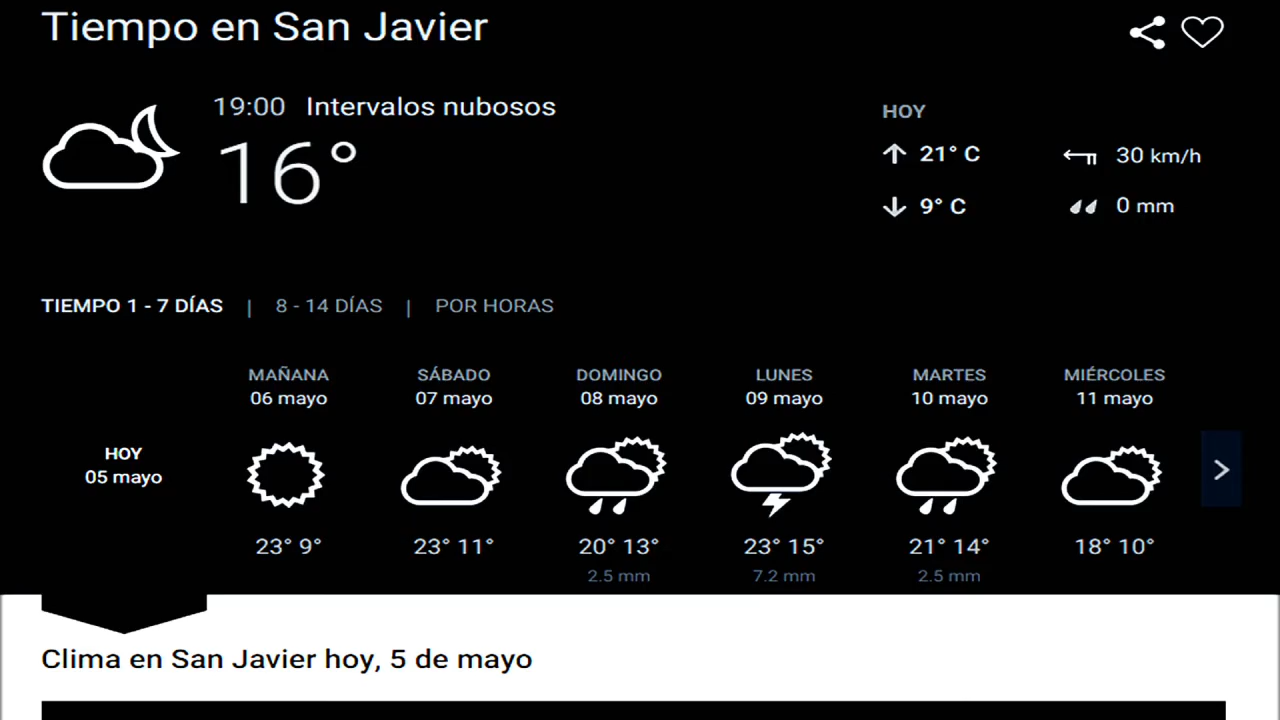 Tiempo en San Javier
19:00 Intervalos nubosos
16°
HOY
21° C
30 km/h
9° C
0 mm
TIEMPO 1 - 7 DÍAS | 8 - 14 DÍAS | POR HORAS
HOY
05 mayo
MAÑANA
06 mayo
23° 9°
SÁBADO
07 mayo
23° 11°
DOMINGO
08 mayo
20° 13°
2.5 mm
LUNES
09 mayo
23° 15°
7.2 mm
MARTES
10 mayo
21° 14°
2.5 mm
MIÉRCOLES
11 mayo
18° 10°
Clima en San Javier hoy, 5 de mayo